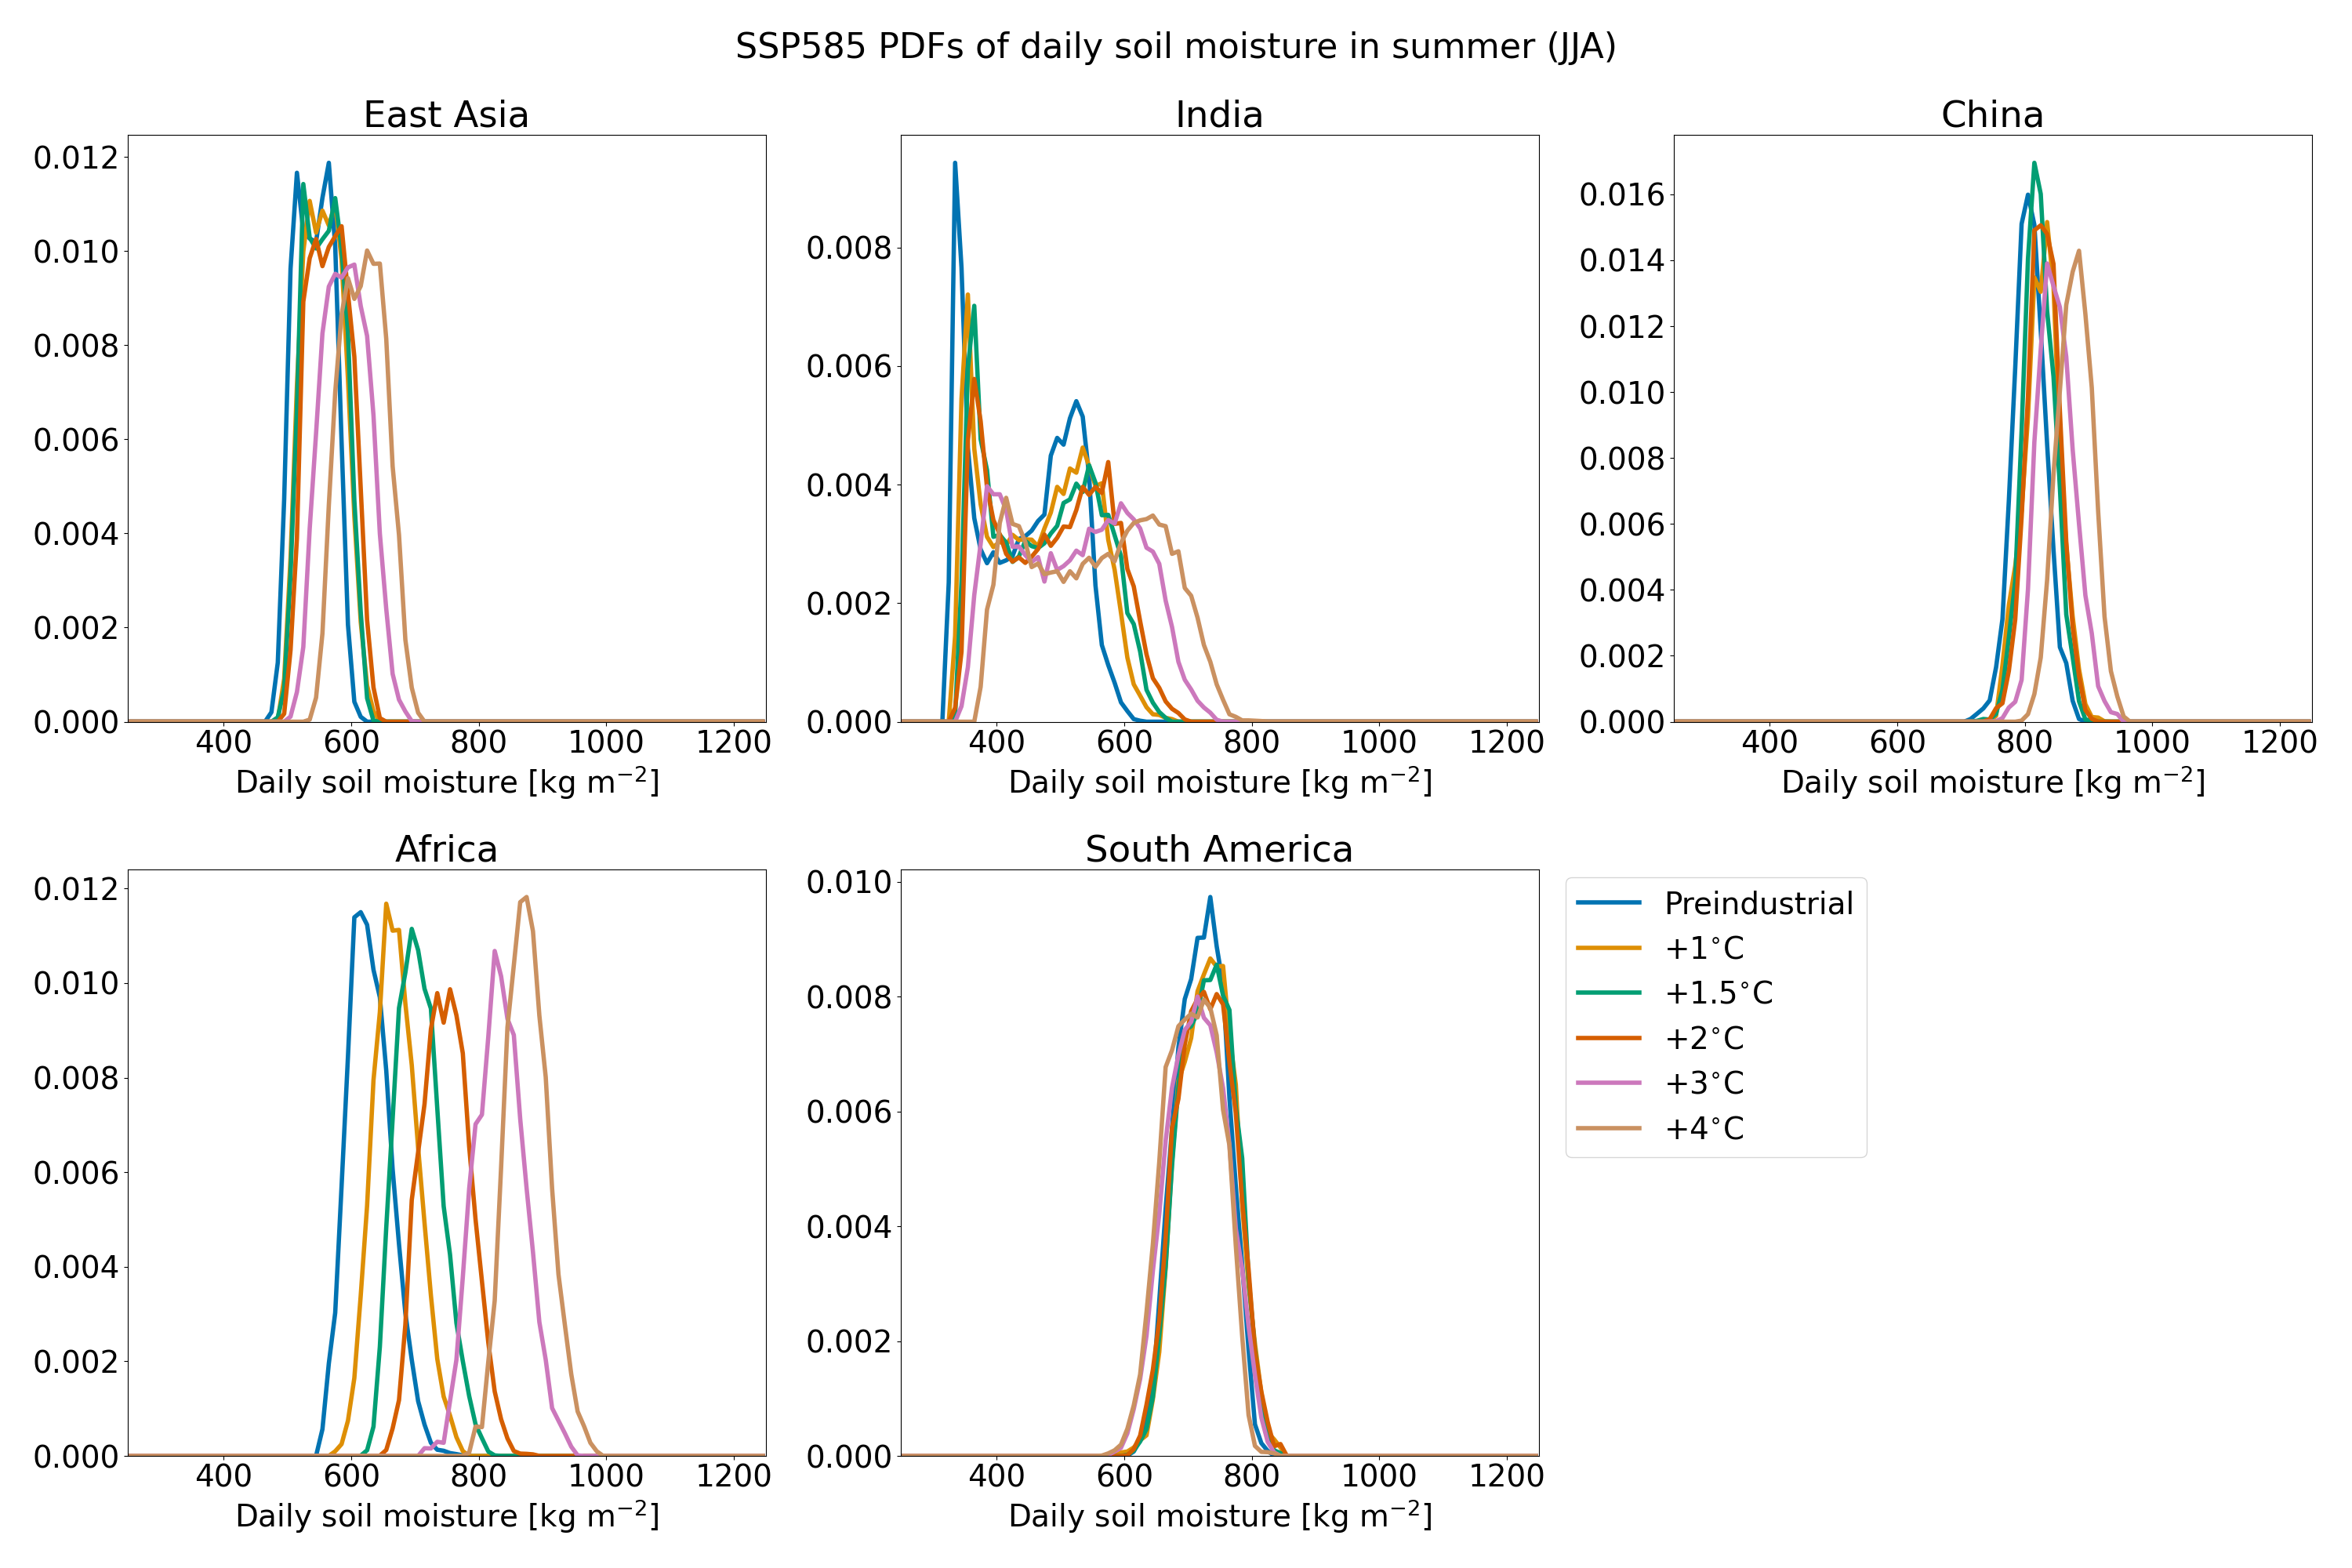 SSP585 PDFs of daily soil moisture in summer (JJA)
East Asia
0.012
0.010
0.008
0.006
0.004
0.002
0.000
400 600 800 1000 1200
Daily soil moisture [kg m⁻²]
India
0.008
0.006
0.004
0.002
0.000
400 600 800 1000 1200
Daily soil moisture [kg m⁻²]
China
0.016
0.014
0.012
0.010
0.008
0.006
0.004
0.002
0.000
400 600 800 1000 1200
Daily soil moisture [kg m⁻²]
Africa
0.012
0.010
0.008
0.006
0.004
0.002
0.000
400 600 800 1000 1200
Daily soil moisture [kg m⁻²]
South America
0.010
0.008
0.006
0.004
0.002
0.000
400 600 800 1000 1200
Daily soil moisture [kg m⁻²]
Preindustrial
+1°C
+1.5°C
+2°C
+3°C
+4°C